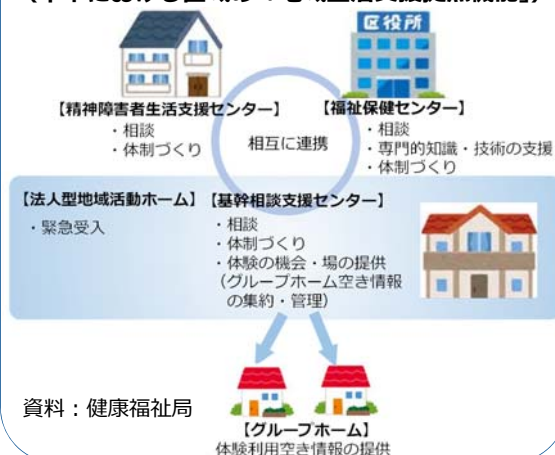 区役所
【精神障害者生活支援センター】
・相談
・体制づくり
相互に連携
【福祉保健センター】
・相談
・専門的知識・技術の支援
・体制づくり
【法人型地域活動ホーム】
・緊急受入
【基幹相談支援センター】
・相談
・体制づくり
・体験の機会・場の提供
(グループホーム空き情報
の集約・管理)
資料：健康福祉局
【グループホーム】
体験利用空き情報の提供